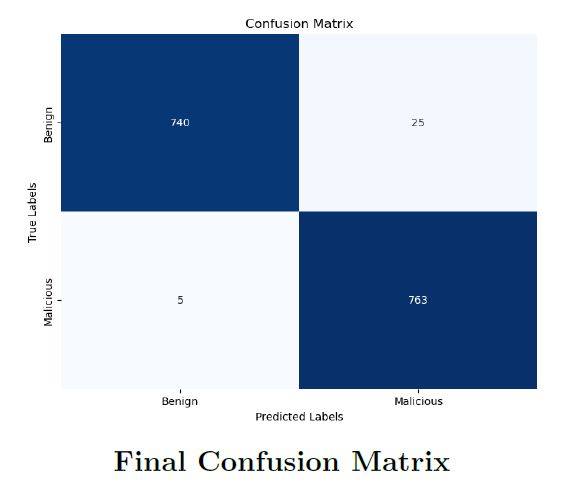 Confusion Matrix
True Labels
Benign
740
25
Malicious
5
763
Benign
Malicious
Predicted Labels
Final Confusion Matrix